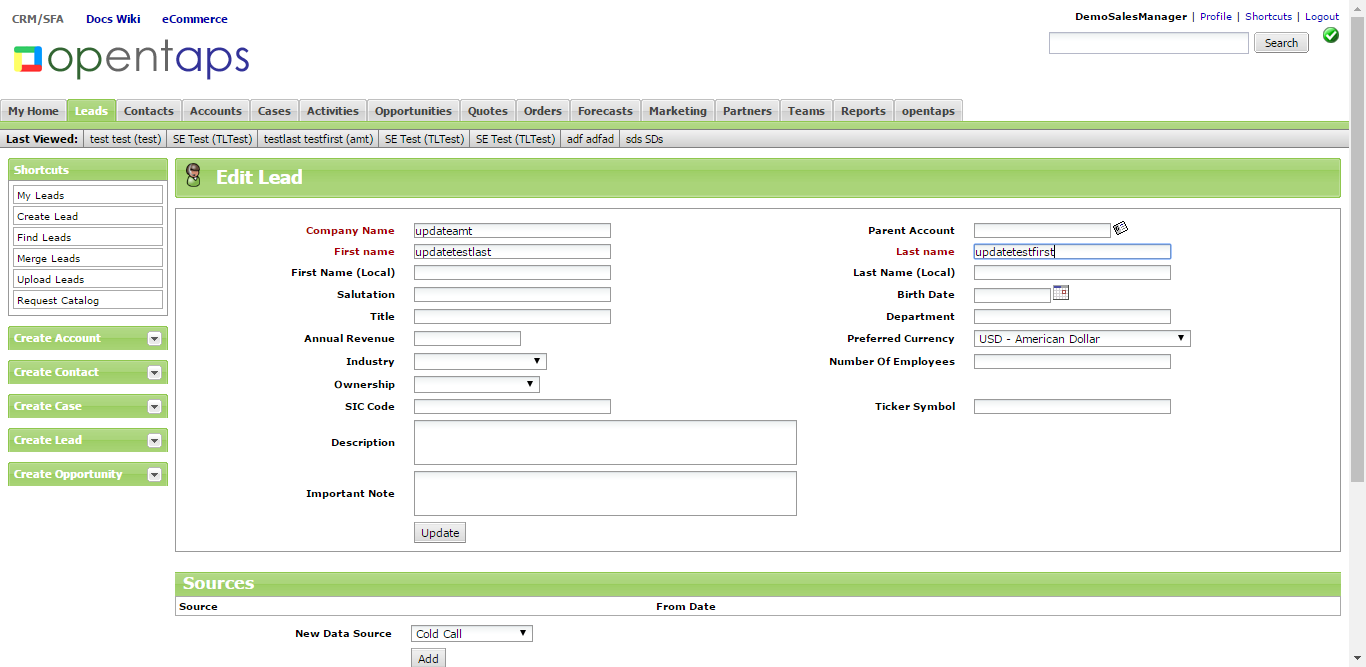 CRM/SFA Docs Wiki eCommerce
DemoSalesManager | Profile | Shortcuts | Logout
opentaps
Search
My Home Leads Contacts Accounts Cases Activities Opportunities Quotes Orders Forecasts Marketing Partners Teams Reports opentaps
Last Viewed: test test (test) SE Test (TLTest) testlast testfirst (amt) SE Test (TLTest) SE Test (TLTest) adf adfad sds SDs
Shortcuts
My Leads
Create Lead
Find Leads
Merge Leads
Upload Leads
Request Catalog
Create Account
Create Contact
Create Case
Create Lead
Create Opportunity
Edit Lead
Company Name updateamt Parent Account
First name updatetestlast Last name updatetestfirst
First Name (Local) Last Name (Local)
Salutation Birth Date
Title Department
Annual Revenue Preferred Currency USD - American Dollar
Industry Number Of Employees
Ownership
SIC Code Ticker Symbol
Description
Important Note
Update
Sources
Source From Date
New Data Source Cold Call
Add